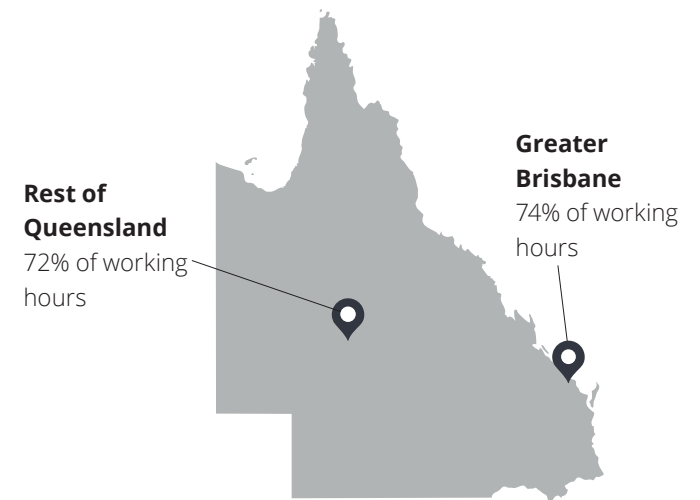 Greater
Brisbane
74% of working
hours
Rest of
Queensland
72% of working
hours